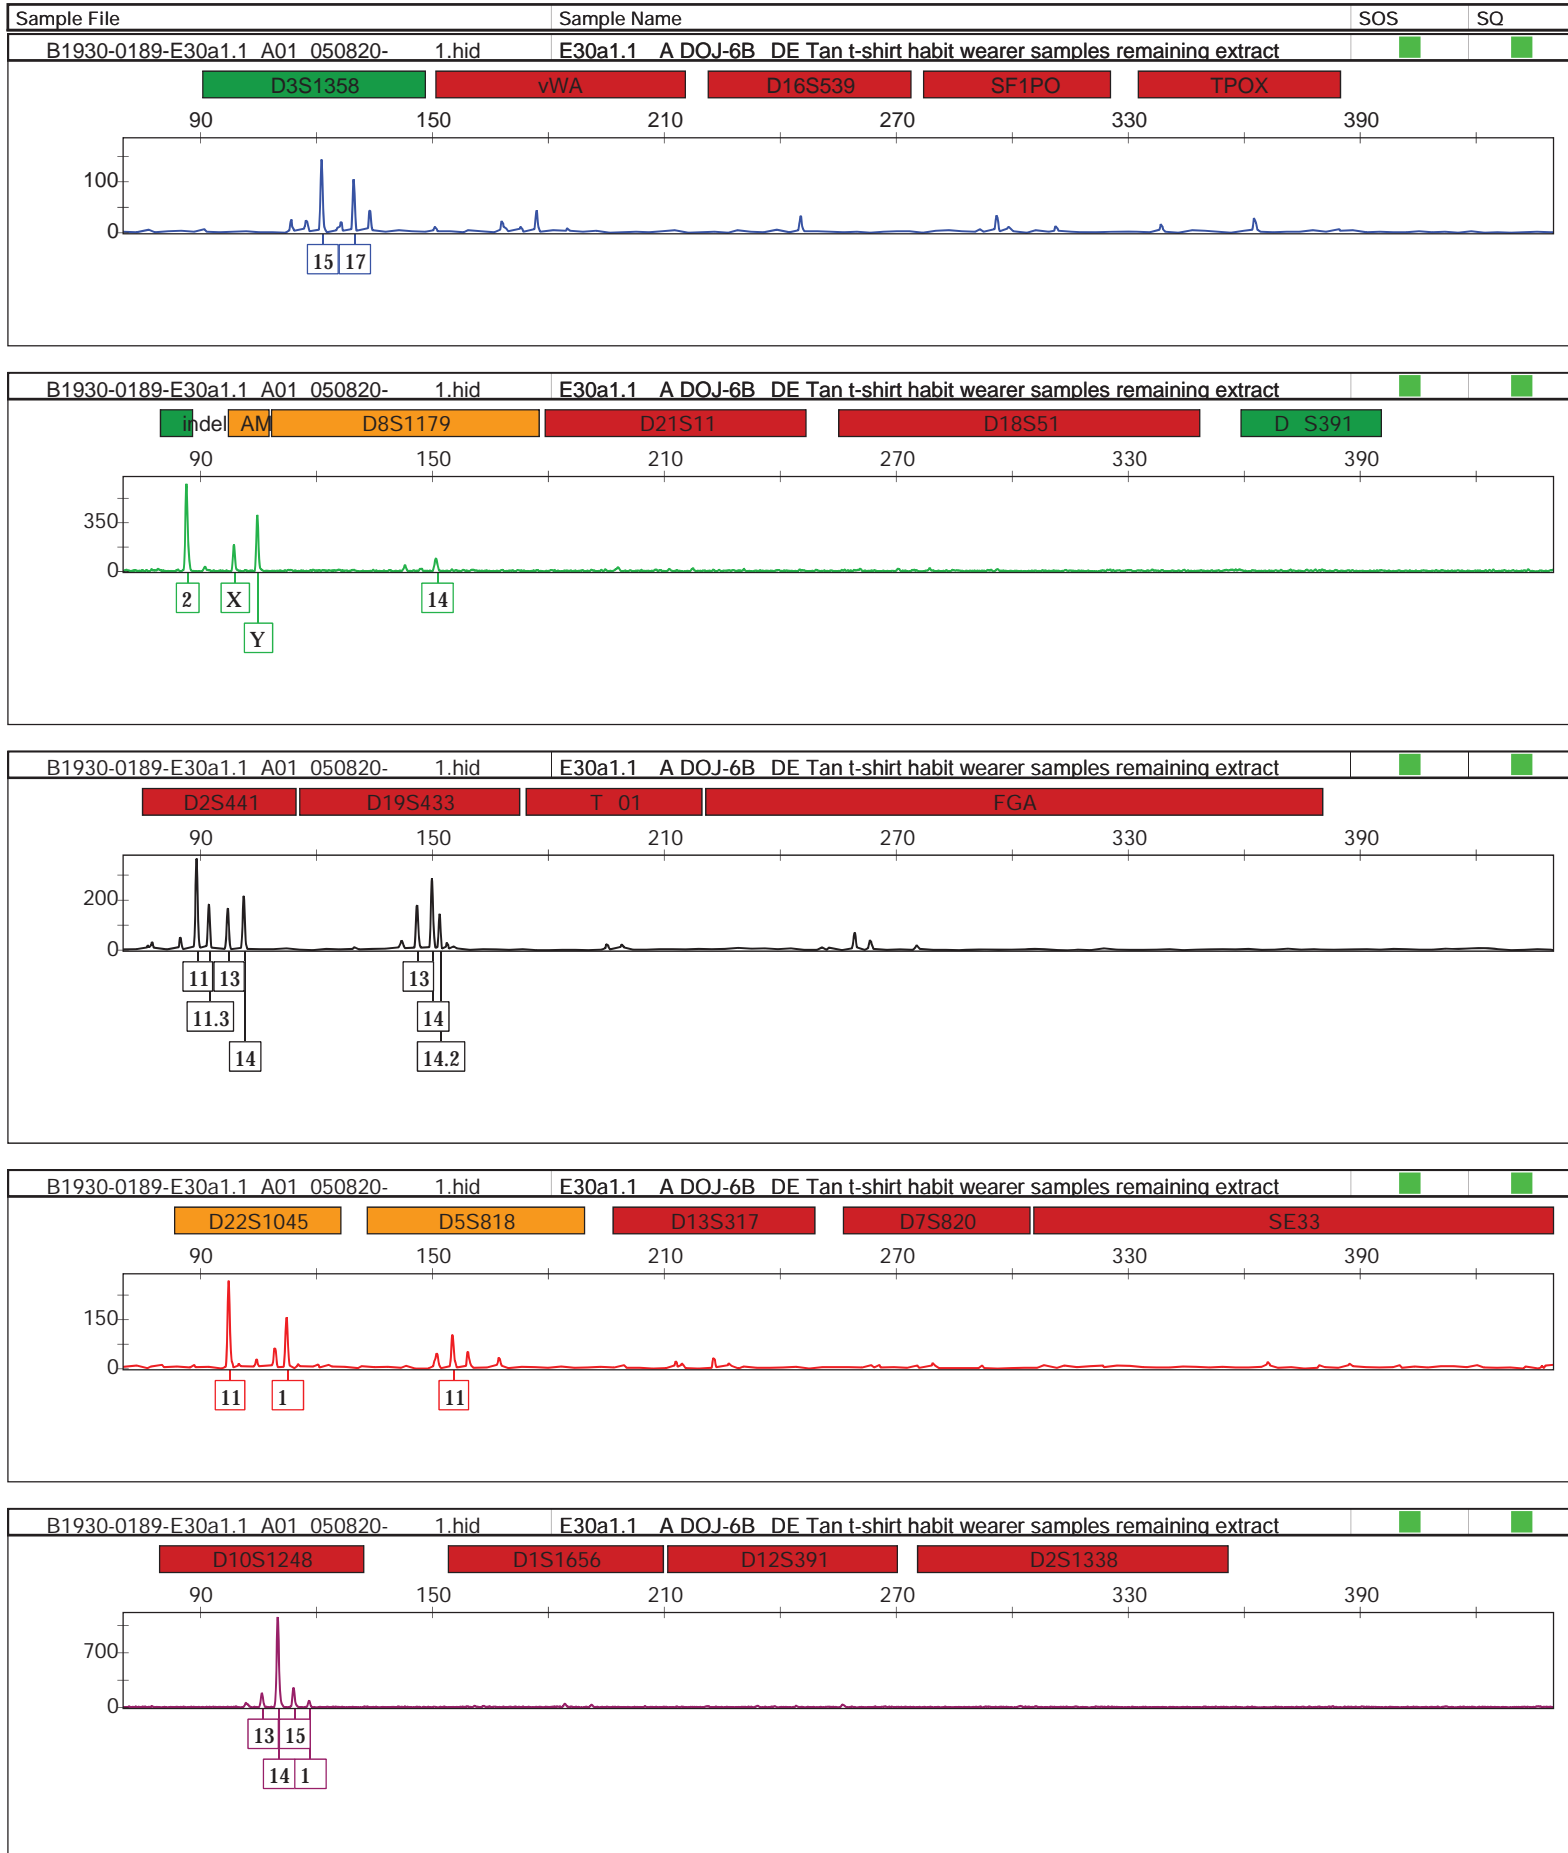 Sample File Sample Name SOS SQ
B1930-0189-E30a1.1 A01 050820- 1.hid E30a1.1 A DOJ-6B DE Tan t-shirt habit wearer samples remaining extract
D3S1358 vWA D16S539 SF1PO TPOX
90 150 210 270 330 390
100
0
15 17
B1930-0189-E30a1.1 A01 050820- 1.hid E30a1.1 A DOJ-6B DE Tan t-shirt habit wearer samples remaining extract
indel AM D8S1179 D21S11 D18S51 D S391
90 150 210 270 330 390
350
0
2 X 14
Y
B1930-0189-E30a1.1 A01 050820- 1.hid E30a1.1 A DOJ-6B DE Tan t-shirt habit wearer samples remaining extract
D2S441 D19S433 T 01 FGA
90 150 210 270 330 390
200
0
11 13 13
11.3 14
14 14.2
B1930-0189-E30a1.1 A01 050820- 1.hid E30a1.1 A DOJ-6B DE Tan t-shirt habit wearer samples remaining extract
D22S1045 D5S818 D13S317 D7S820 SE33
90 150 210 270 330 390
150
0
11 1 11
B1930-0189-E30a1.1 A01 050820- 1.hid E30a1.1 A DOJ-6B DE Tan t-shirt habit wearer samples remaining extract
D10S1248 D1S1656 D12S391 D2S1338
90 150 210 270 330 390
700
0
13 15
14 1